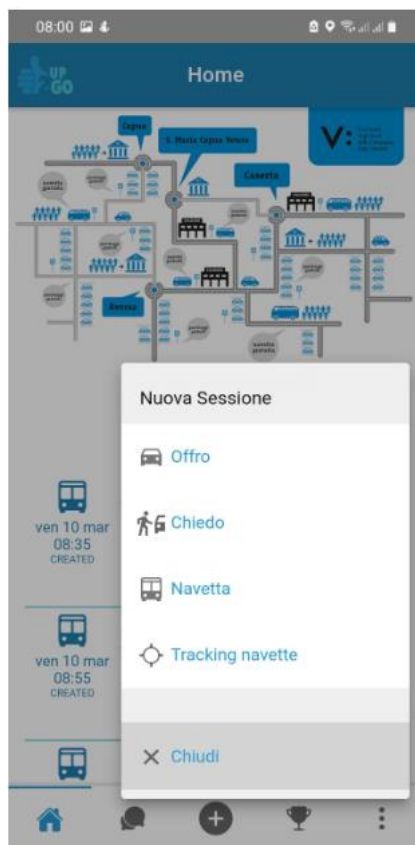 08:00
UP
GO
Home
Capua
S. Maria Capua Vetere
V:
Caserta
Aversa
Nuova Sessione
Offro
Chiedo
Navetta
Tracking navette
Chiudi
ven 10 mar
08:35
CREATED
ven 10 mar
08:55
CREATED